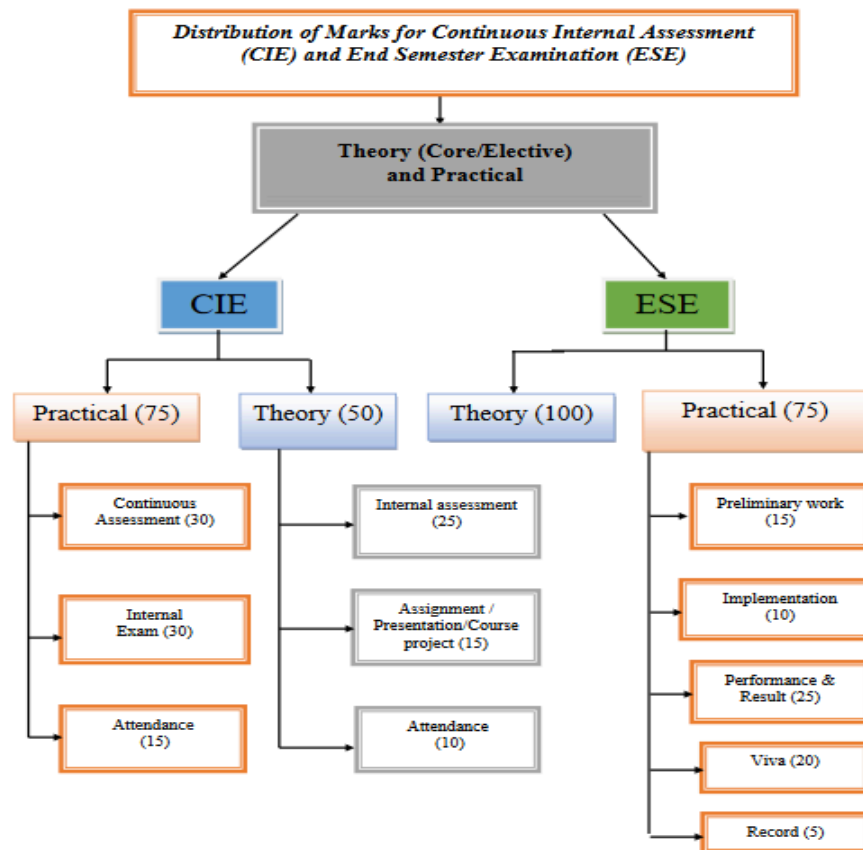 Distribution of Marks for Continuous Internal Assessment
(CIE) and End Semester Examination (ESE)
Theory (Core/Elective)
and Practical
CIE
ESE
Practical (75)
Theory (50)
Theory (100)
Practical (75)
Continuous
Assessment (30)
Internal
Exam (30)
Attendance
(15)
Internal assessment
(25)
Assignment /
Presentation/Course
project (15)
Attendance
(10)
Preliminary work
(15)
Implementation
(10)
Performance &
Result (25)
Viva (20)
Record (5)